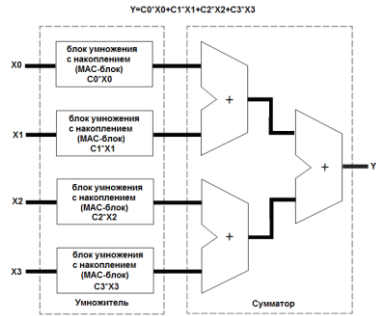 Y=C0*X0+C1*X1+C2*X2+C3*X3
X0
блок умножения
с накоплением
(MAC-блок)
C0*X0
X1
блок умножения
с накоплением
(MAC-блок)
C1*X1
X2
блок умножения
с накоплением
(MAC-блок)
C2*X2
X3
блок умножения
с накоплением
(MAC-блок)
C3*X3
+
+
+
Y
Умножитель
Сумматор